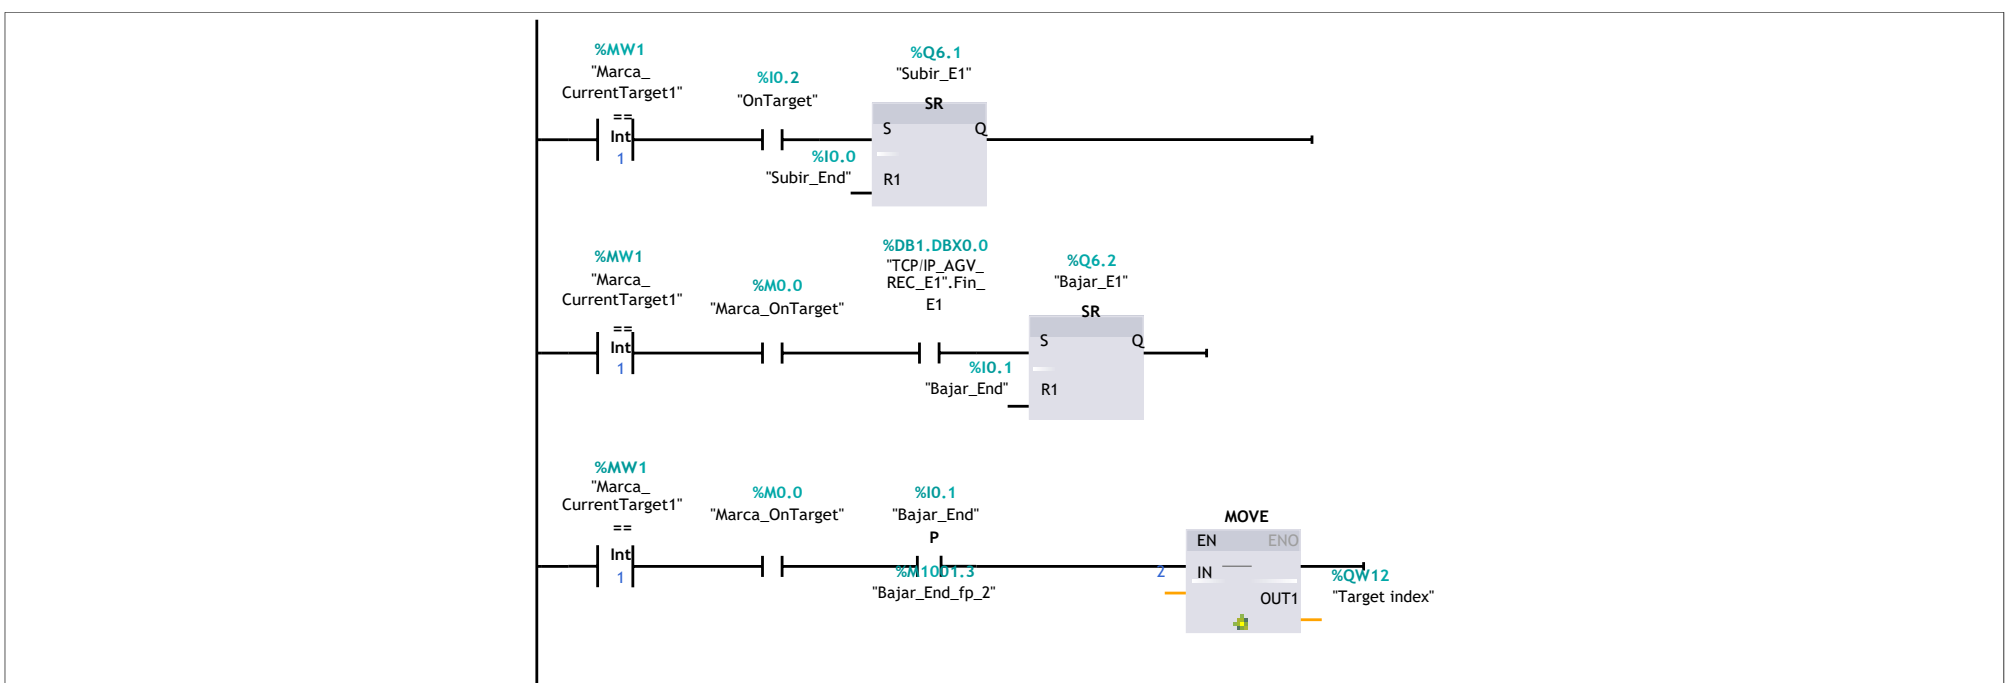 %MW1
"Marca_
CurrentTarget1"
==
Int
1
%I0.2
"OnTarget"
%Q6.1
"Subir_E1"
SR
S
Q
%I0.0
"Subir_End"
R1
%MW1
"Marca_
CurrentTarget1"
==
Int
1
%M0.0
"Marca_OnTarget"
%DB1.DBX0.0
"TCP/IP_AGV_
REC_E1".Fin_
E1
%Q6.2
"Bajar_E1"
SR
S
Q
%I0.1
"Bajar_End"
R1
%MW1
"Marca_
CurrentTarget1"
==
Int
1
%M0.0
"Marca_OnTarget"
%I0.1
"Bajar_End"
P
%M1001.3
"Bajar_End_fp_2"
MOVE
EN
ENO
2
IN
OUT1
%QW12
"Target index"